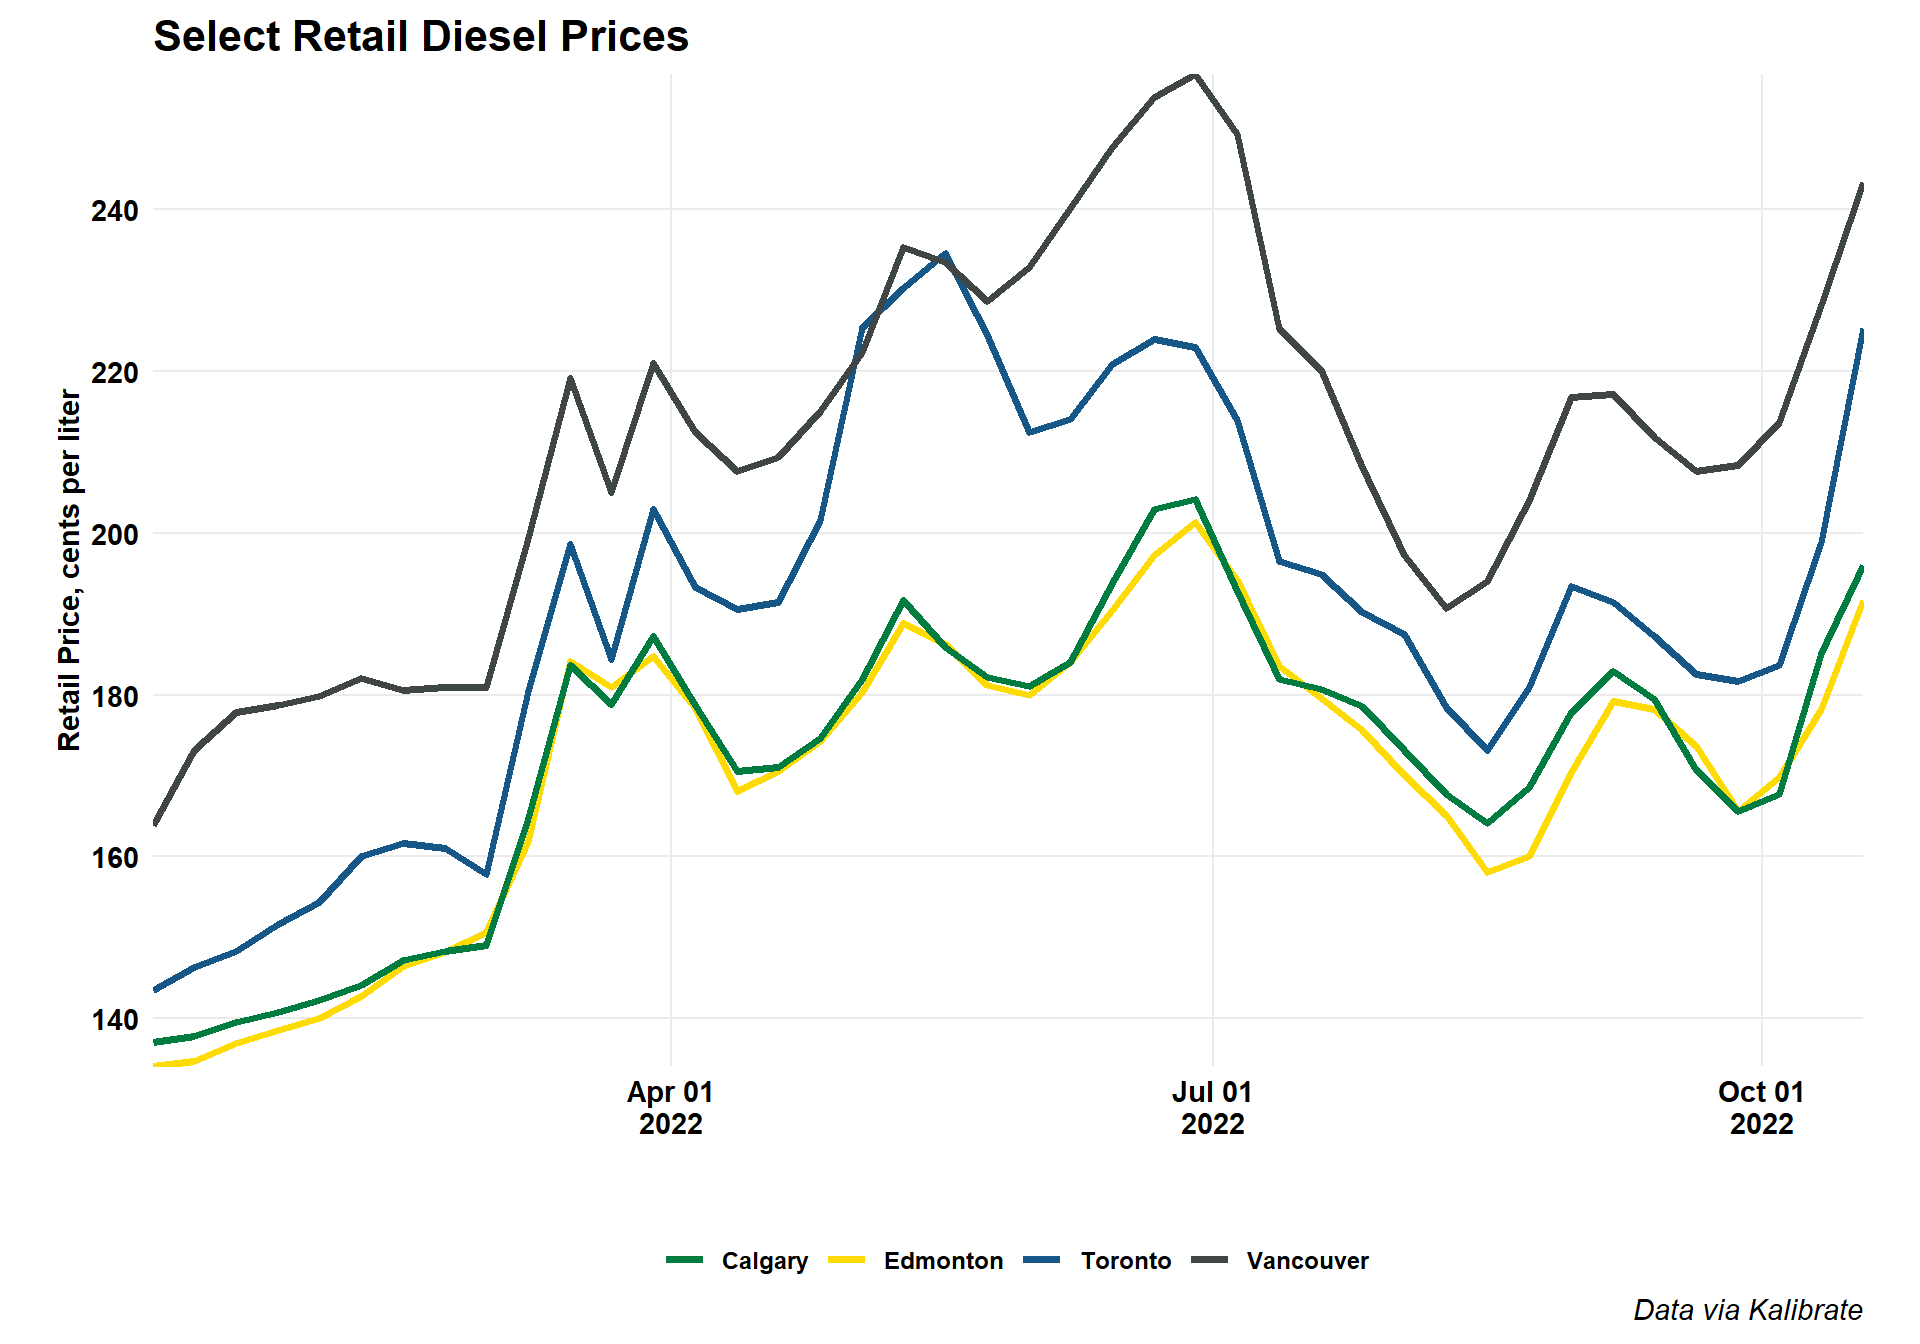 Select Retail Diesel Prices
Retail Price, cents per liter
240
220
200
180
160
140
Apr 01
2022
Jul 01
2022
Oct 01
2022
Calgary Edmonton Toronto Vancouver
Data via Kalibrate